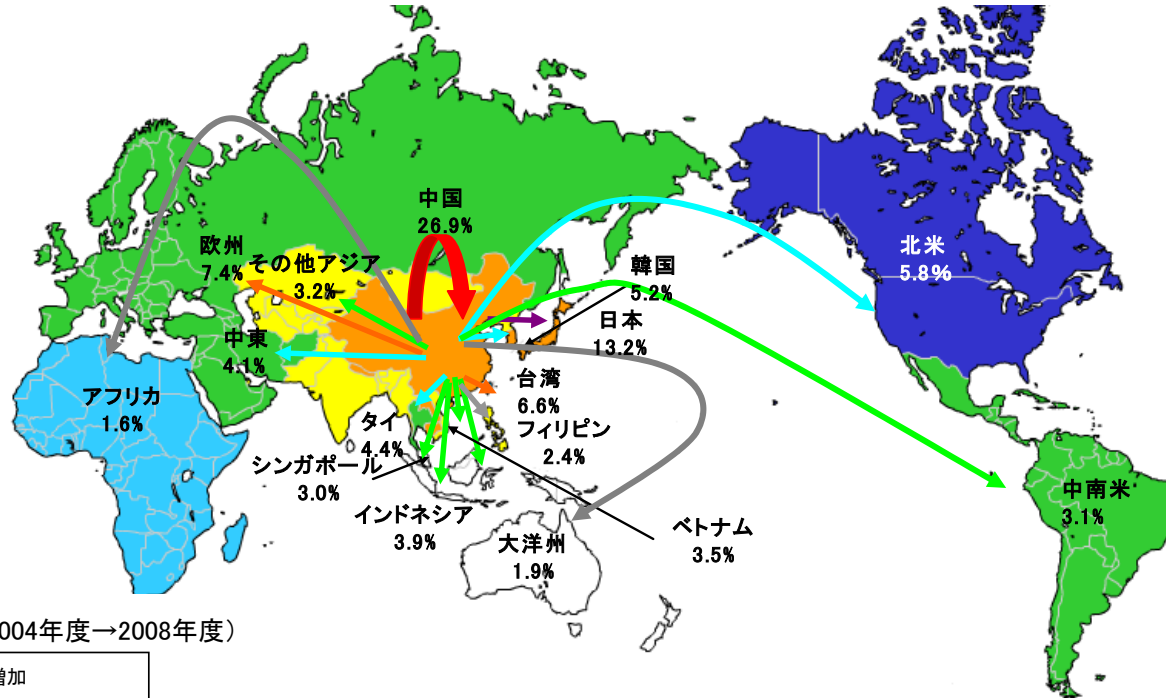 中国
26.9%
欧州
7.4%
その他アジア
3.2%
韓国
5.2%
北米
5.8%
日本
13.2%
中東
4.1%
アフリカ
1.6%
台湾
6.6%
タイ
4.4%
フィリピン
2.4%
シンガポール
3.0%
インドネシア
3.9%
大洋州
1.9%
ベトナム
3.5%
中南米
3.1%
004年度→2008年度）
増加